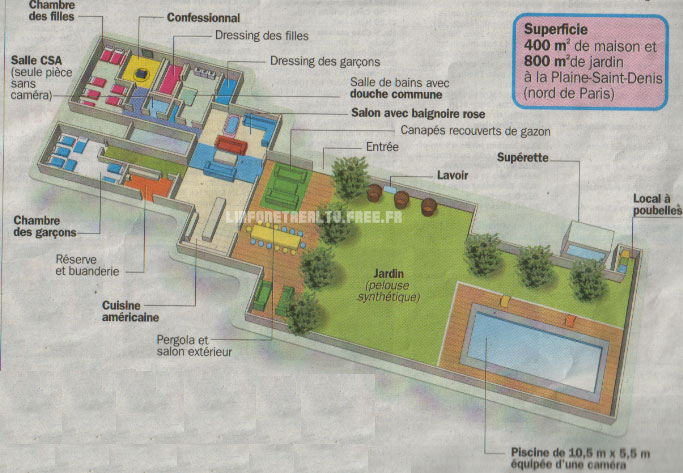 Chambre
des filles
Confessionnal
Dressing des filles
Salle CSA
(seule pièce
sans
caméra)
Dressing des garçons
Salle de bains avec
douche commune
Salon avec baignoire rose
Canapés recouverts de gazon
Entrée
Superficie
400 m² de maison et
800 m² de jardin
à la Plaine-Saint-Denis
(nord de Paris)
Supérette
Lavoir
Local à
poubelles
LINFONETREALTV.FREE.FR
Chambre
des garçons
Réserve
et buanderie
Cuisine
américaine
Pergola et
salon extérieur
Jardin
(pelouse
synthétique)
Piscine de 10,5 m x 5,5 m
équipée d'une caméra